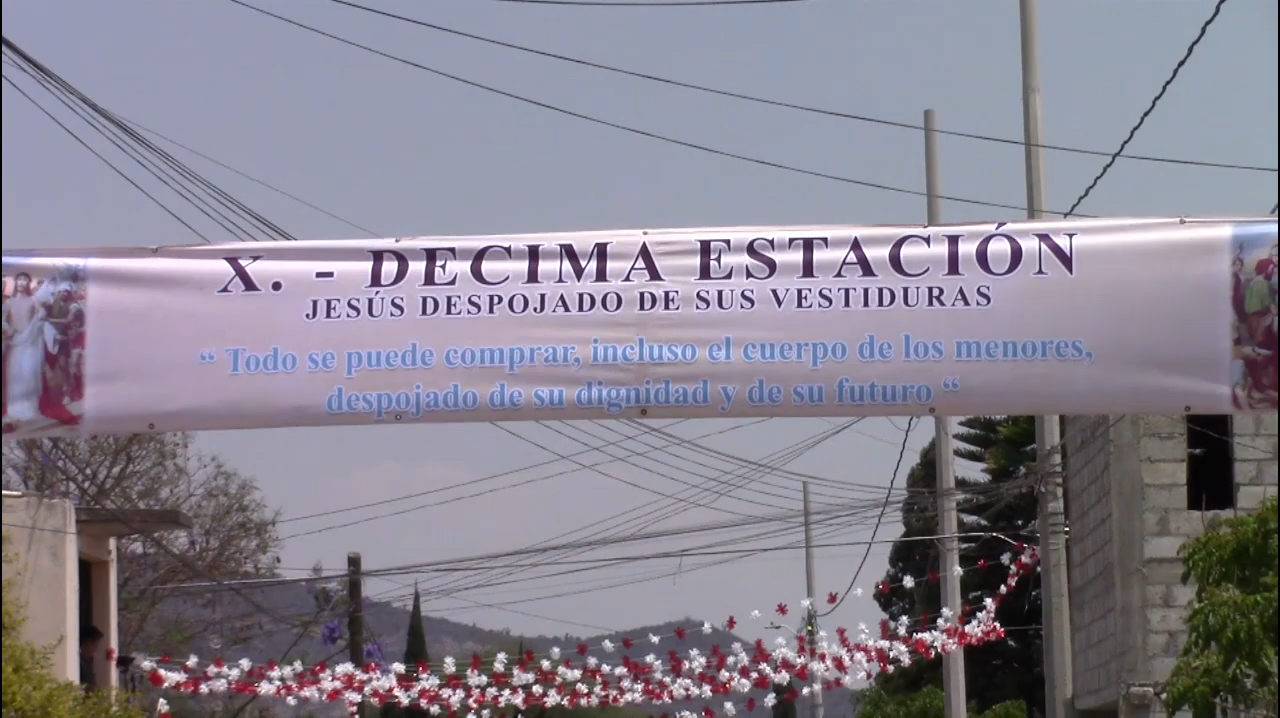 X. - DECIMA ESTACIÓN
JESÚS DESPOJADO DE SUS VESTIDURAS
“ Todo se puede comprar, incluso el cuerpo de los menores,
despojado de su dignidad y de su futuro “